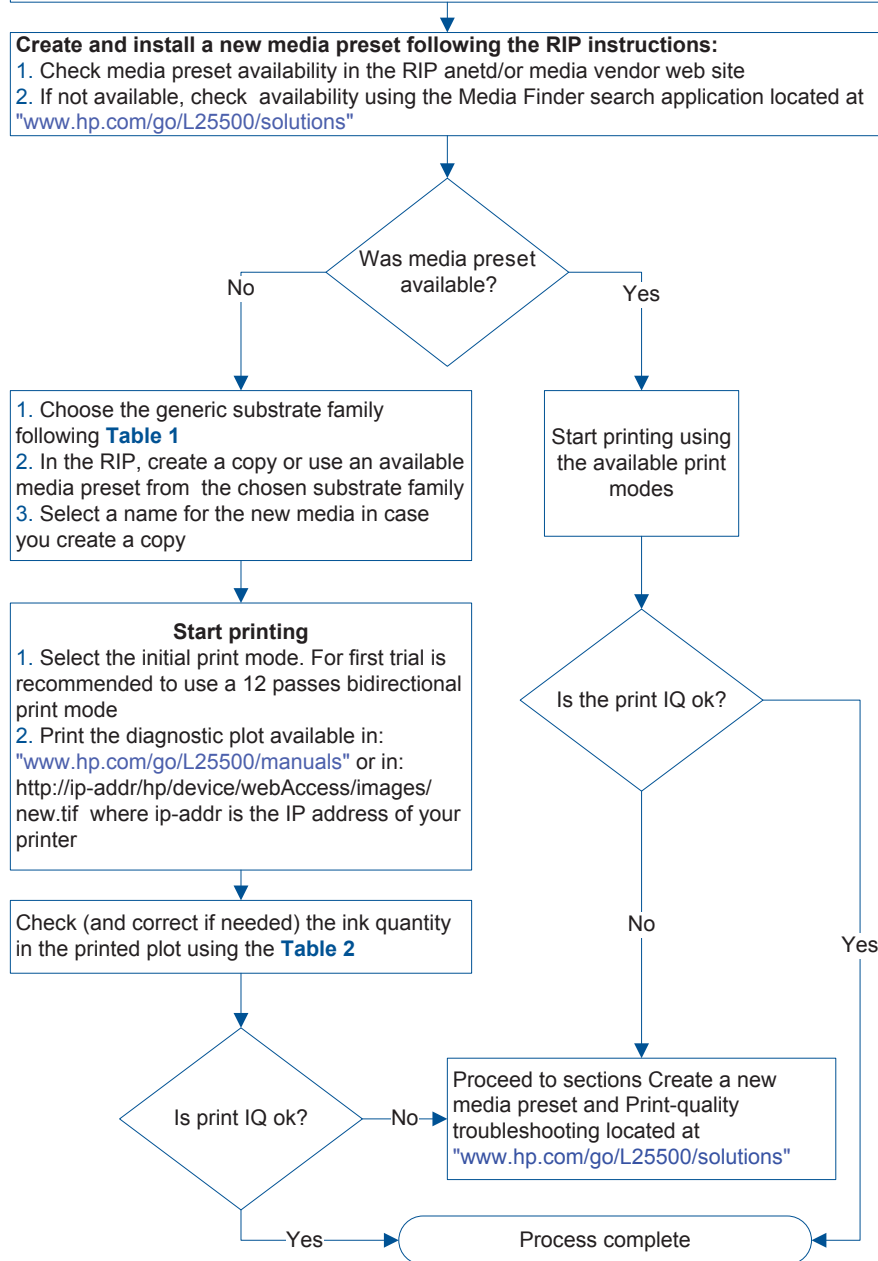 Create and install a new media preset following the RIP instructions:
1. Check media preset availability in the RIP anetd/or media vendor web site
2. If not available, check  availability using the Media Finder search application located at
"www.hp.com/go/L25500/solutions"
Was media preset
available?
No
Yes
1. Choose the generic substrate family
following Table 1
2. In the RIP, create a copy or use an available
media preset from  the chosen substrate family
3. Select a name for the new media in case
you create a copy
Start printing using
the available print
modes
Start printing
1. Select the initial print mode. For first trial is
recommended to use a 12 passes bidirectional
print mode
2. Print the diagnostic plot available in:
"www.hp.com/go/L25500/manuals" or in:
http://ip-addr/hp/device/webAccess/images/
new.tif  where ip-addr is the IP address of your
printer
Is the print IQ ok?
Check (and correct if needed) the ink quantity
in the printed plot using the Table 2
No
Yes
Is print IQ ok?
No
Proceed to sections Create a new
media preset and Print-quality
troubleshooting located at
"www.hp.com/go/L25500/solutions"
Yes
Process complete